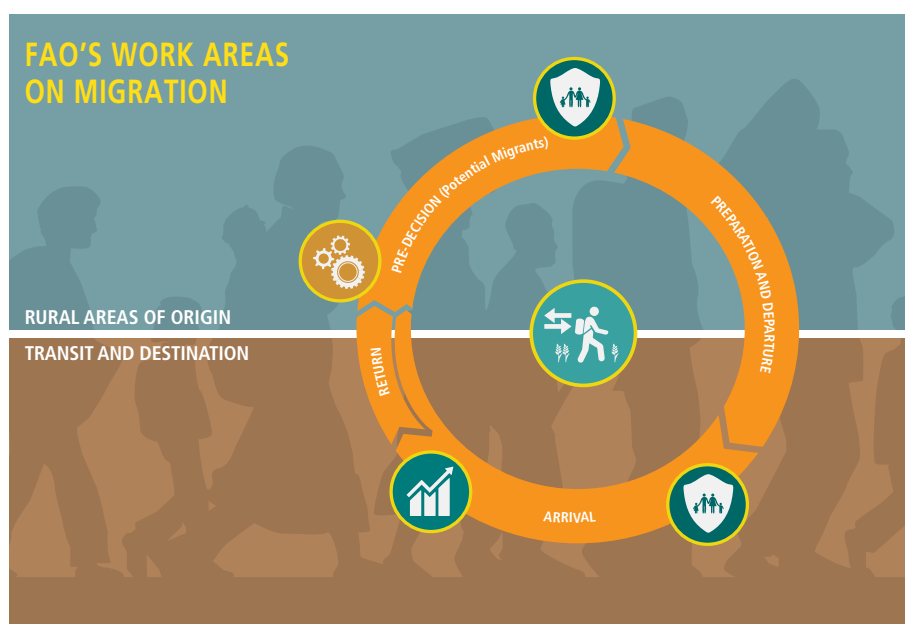 FAO'S WORK AREAS
ON MIGRATION
PRE-DECISION (Potential Migrants)
PREPARATION AND DEPARTURE
RURAL AREAS OF ORIGIN
TRANSIT AND DESTINATION
RETURN
ARRIVAL